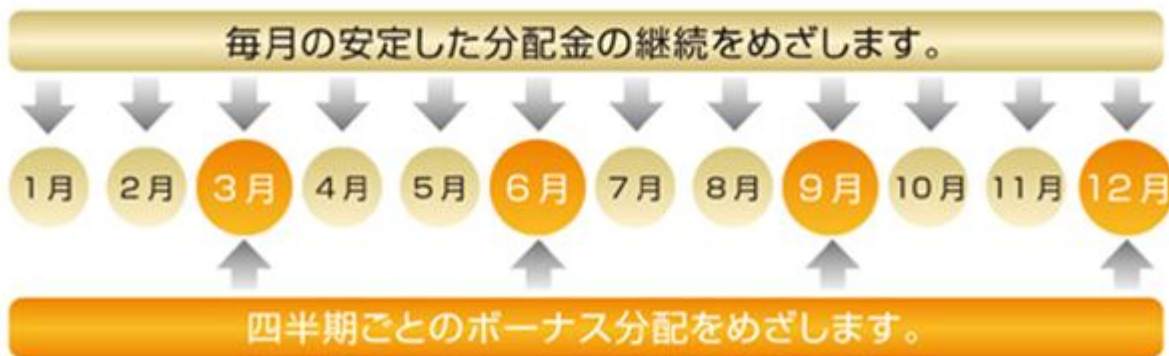 毎月の安定した分配金の継続をめざします。
1月 2月 3月 4月 5月 6月 7月 8月 9月 10月 11月 12月
四半期ごとのボーナス分配をめざします。